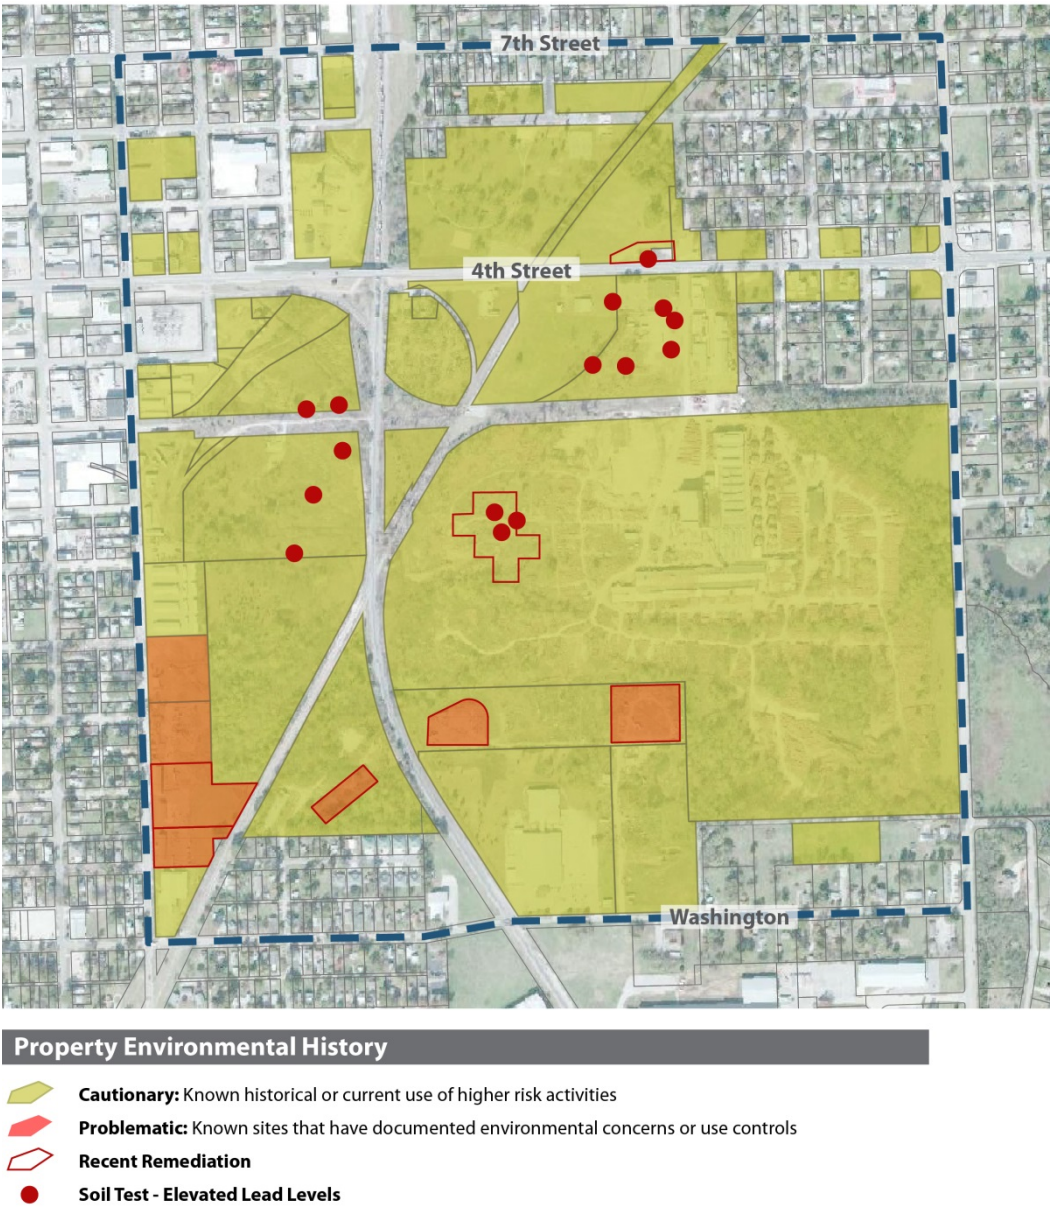 7th Street
4th Street
Washington
Property Environmental History
Cautionary: Known historical or current use of higher risk activities
Problematic: Known sites that have documented environmental concerns or use controls
Recent Remediation
Soil Test - Elevated Lead Levels